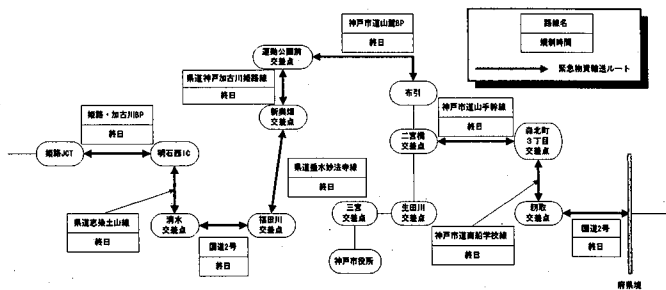 神戸市道山麓BP
終日
路線名
規制時間
緊急物資輸送ルート
運動公園前
交差点
県道神戸加古川姫路線
終日
布引
新奥畑
交差点
神戸市道山手幹線
終日
姫路・加古川BP
終日
二宮橋
交差点
森北町
3丁目
交差点
姫路JCT
明石西IC
県道垂水妙法寺線
終日
県道志染土山線
終日
清水
交差点
福田川
交差点
三宮
交差点
生田川
交差点
神戸市道商船学校線
終日
札取
交差点
国道2号
終日
国道2号
終日
神戸市役所
府県境